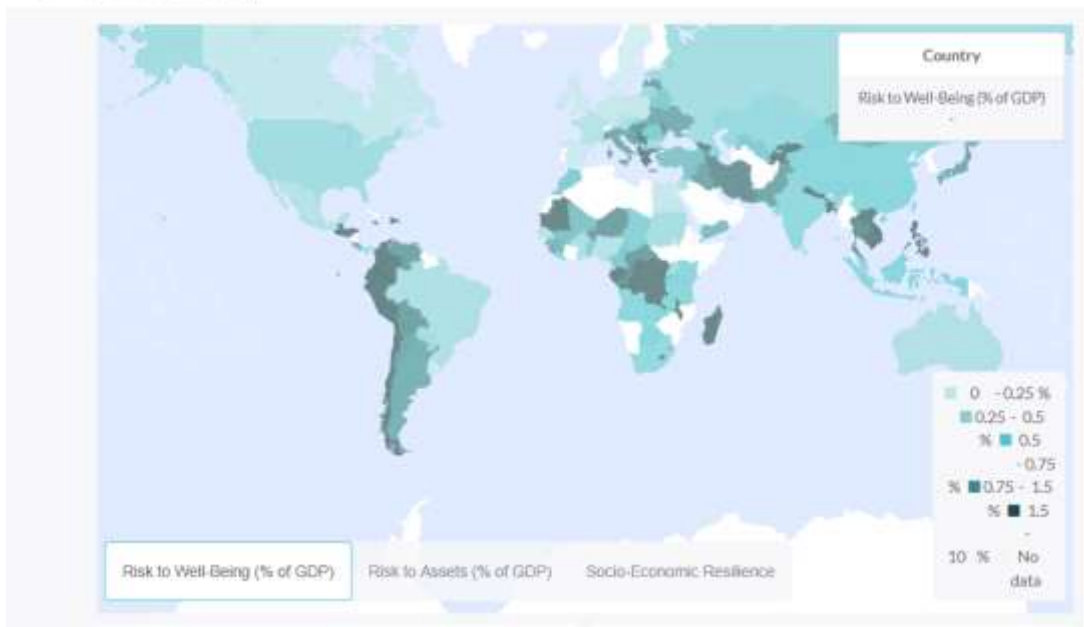 Country
Risk to Well-Being (% of GDP)
-
0 - 0.25 %
0.25 - 0.5
% 0.5
- 0.75
% 0.75 - 1.5
% 1.5
-
10 % No
data
Risk to Well-Being (% of GDP) Risk to Assets (% of GDP) Socio-Economic Resilience